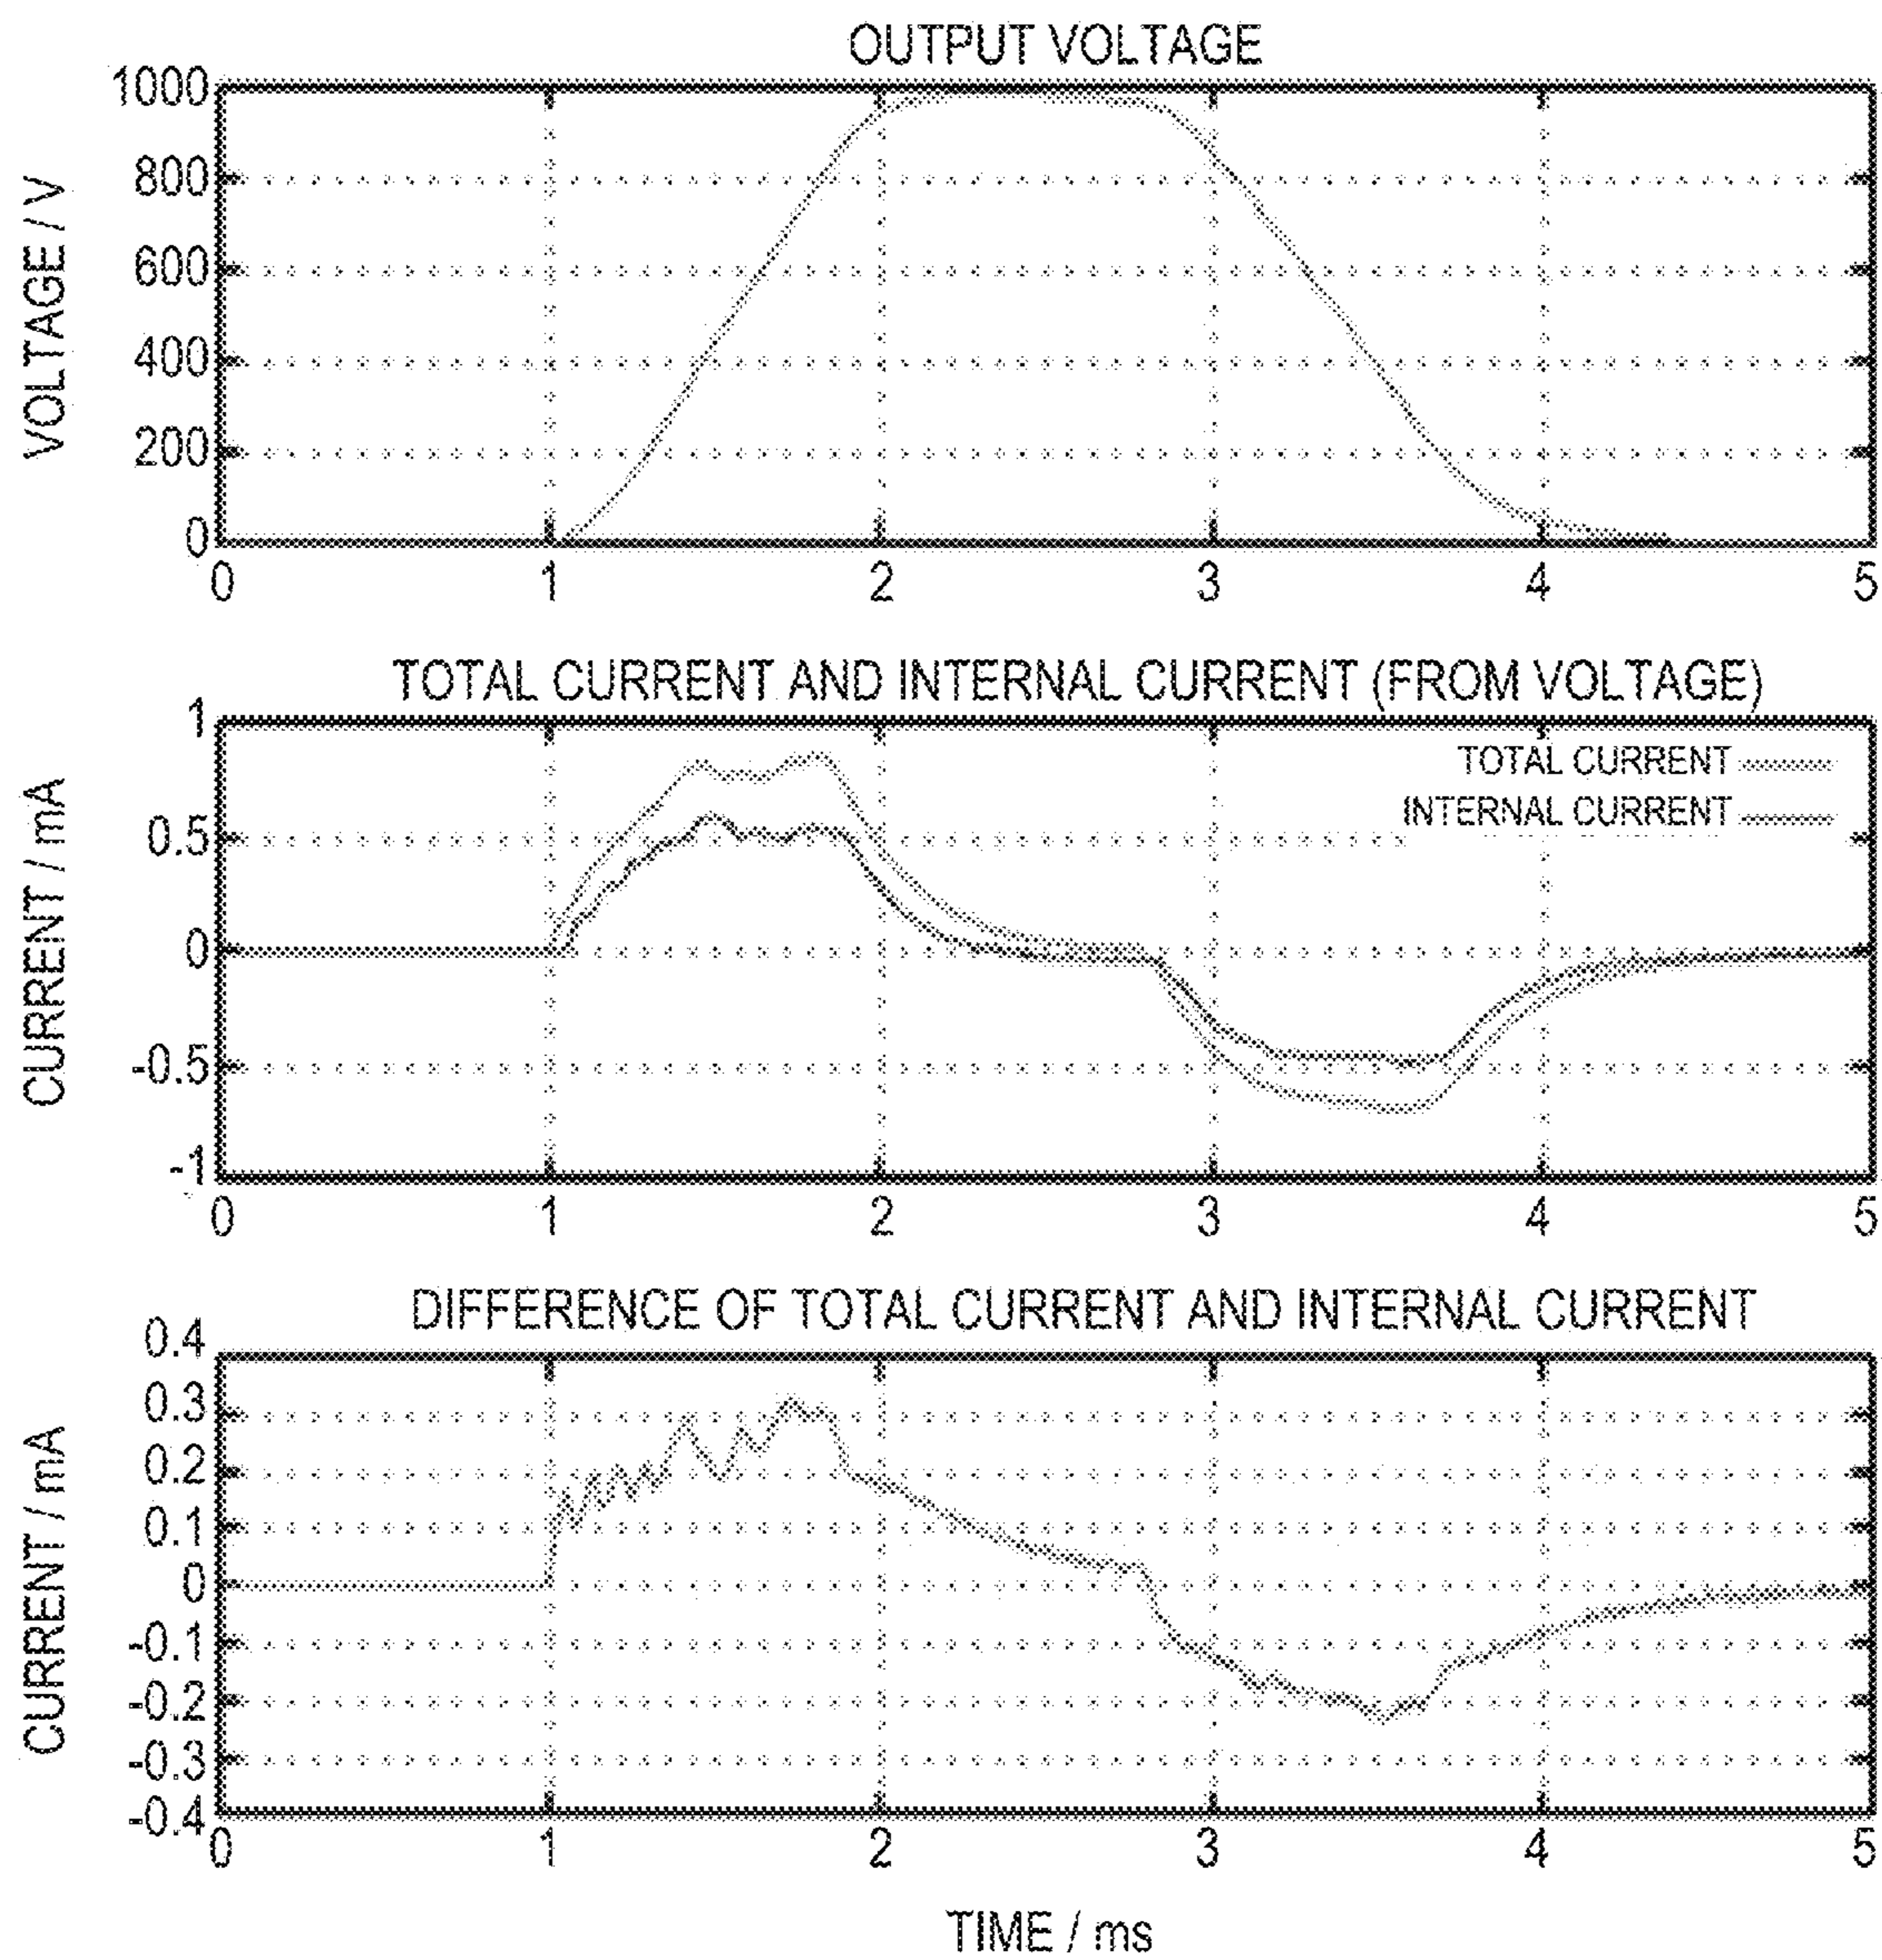 OUTPUT VOLTAGE
1000
800
600
400
200
0
VOLTAGE / V
0 1 2 3 4 5
TOTAL CURRENT AND INTERNAL CURRENT (FROM VOLTAGE)
1
0.5
0
-0.5
-1
CURRENT / mA
TOTAL CURRENT
INTERNAL CURRENT
0 1 2 3 4 5
DIFFERENCE OF TOTAL CURRENT AND INTERNAL CURRENT
0.4
0.3
0.2
0.1
0
-0.1
-0.2
-0.3
-0.4
CURRENT / mA
0 1 2 3 4 5
TIME / ms